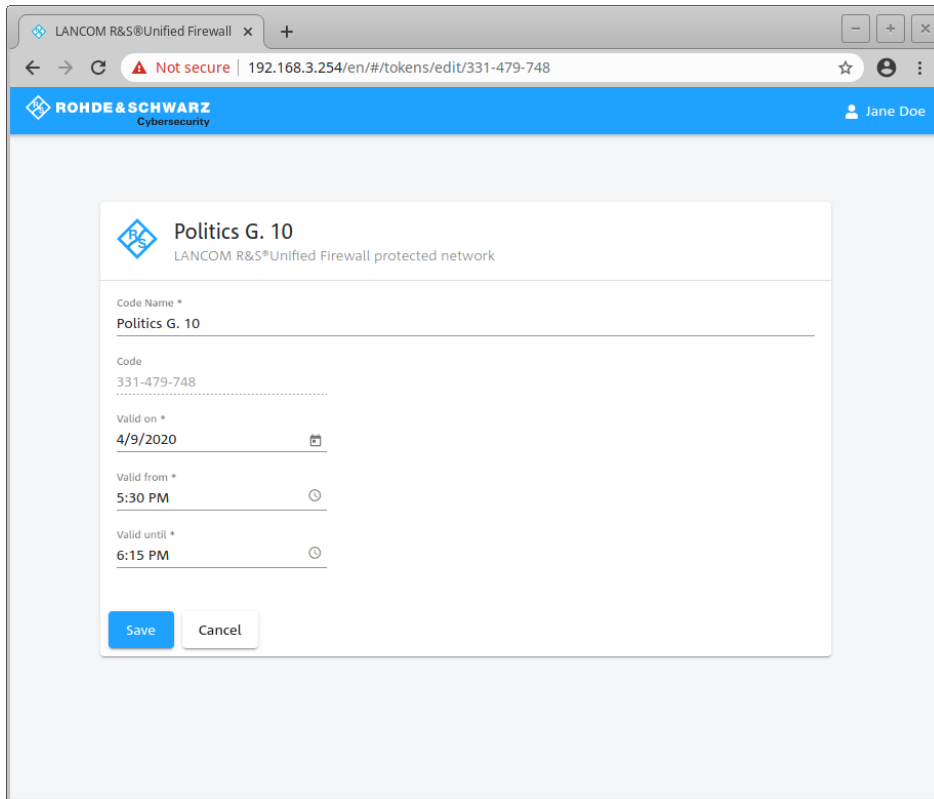 LANCOM R&S®Unified Firewall
Not secure | 192.168.3.254/en/#/tokens/edit/331-479-748
ROHDE&SCHWARZ
Cybersecurity
Jane Doe
Politics G. 10
LANCOM R&S®Unified Firewall protected network
Code Name *
Politics G. 10
Code
331-479-748
Valid on *
4/9/2020
Valid from *
5:30 PM
Valid until *
6:15 PM
Save Cancel